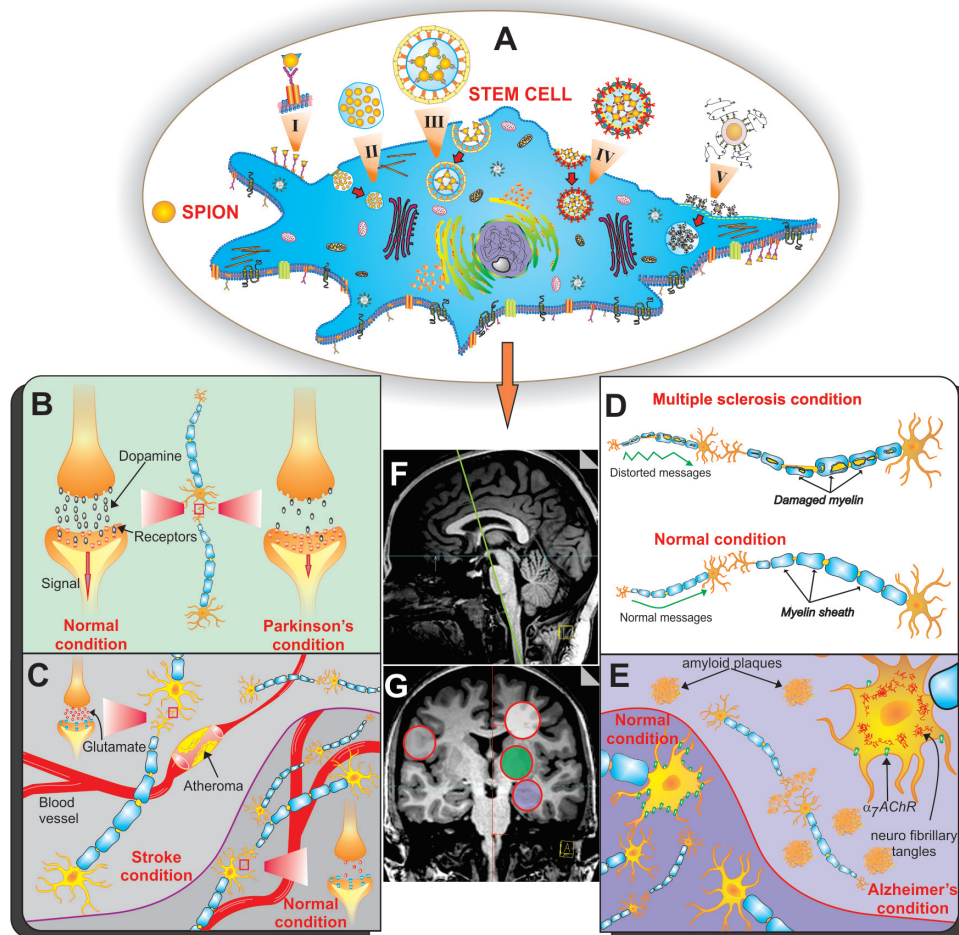 A
STEM CELL
I
II
III
IV
V
SPION
B
Dopamine
Receptors
Signal
Normal
condition
Parkinson's
condition
C
Glutamate
Atheroma
Blood
vessel
Stroke
condition
Normal
condition
D
Multiple sclerosis condition
Distorted messages
Damaged myelin
Normal condition
Normal messages
Myelin sheath
E
amyloid plaques
Normal
condition
α7AChR
neuro fibrillary
tangles
Alzheimer's
condition
F
G
A